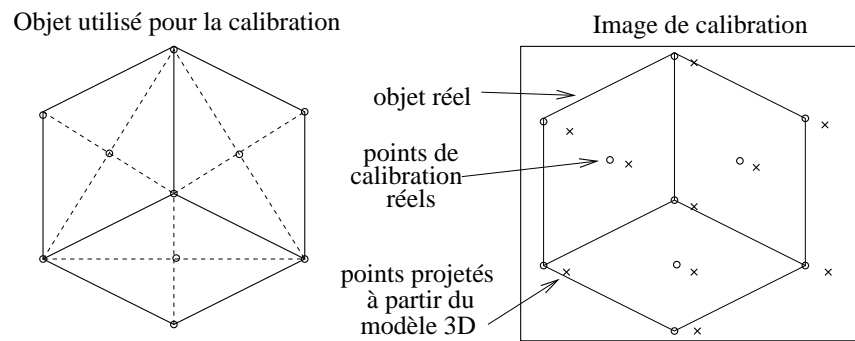 Objet utilisé pour la calibration
Image de calibration
objet réel
points de
calibration
réels
points projetés
à partir du
modèle 3D